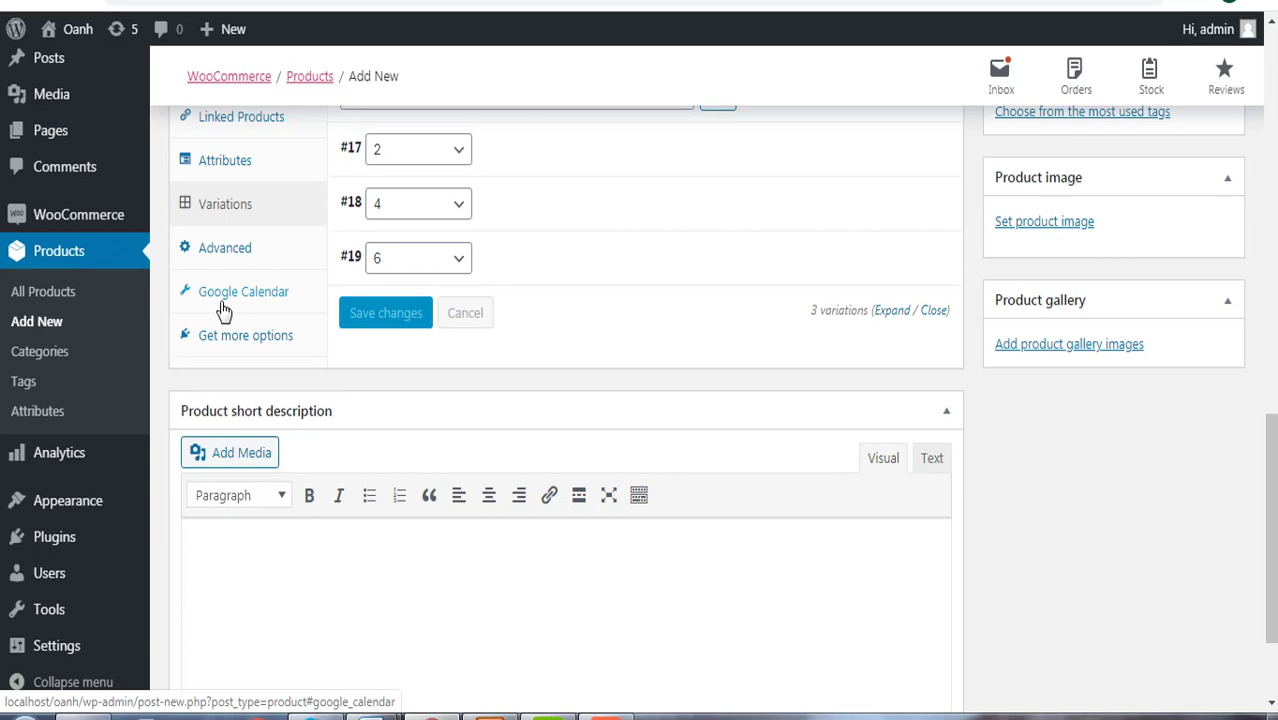 Oanh
5
0
New
Hi, admin
Posts
Media
Pages
Comments
WooCommerce
Products
All Products
Add New
Categories
Tags
Attributes
Analytics
Appearance
Plugins
Users
Tools
Settings
Collapse menu
WooCommerce / Products / Add New
Inbox
Orders
Stock
Reviews
Linked Products
Attributes
Variations
Advanced
Google Calendar
Get more options
#17 2
#18 4
#19 6
Save changes
Cancel
3 variations (Expand / Close)
Product short description
Add Media
Visual
Text
Paragraph
Choose from the most used tags
Product image
Set product image
Product gallery
Add product gallery images
localhost/oanh/wp-admin/post-new.php?post_type=product#google_calendar